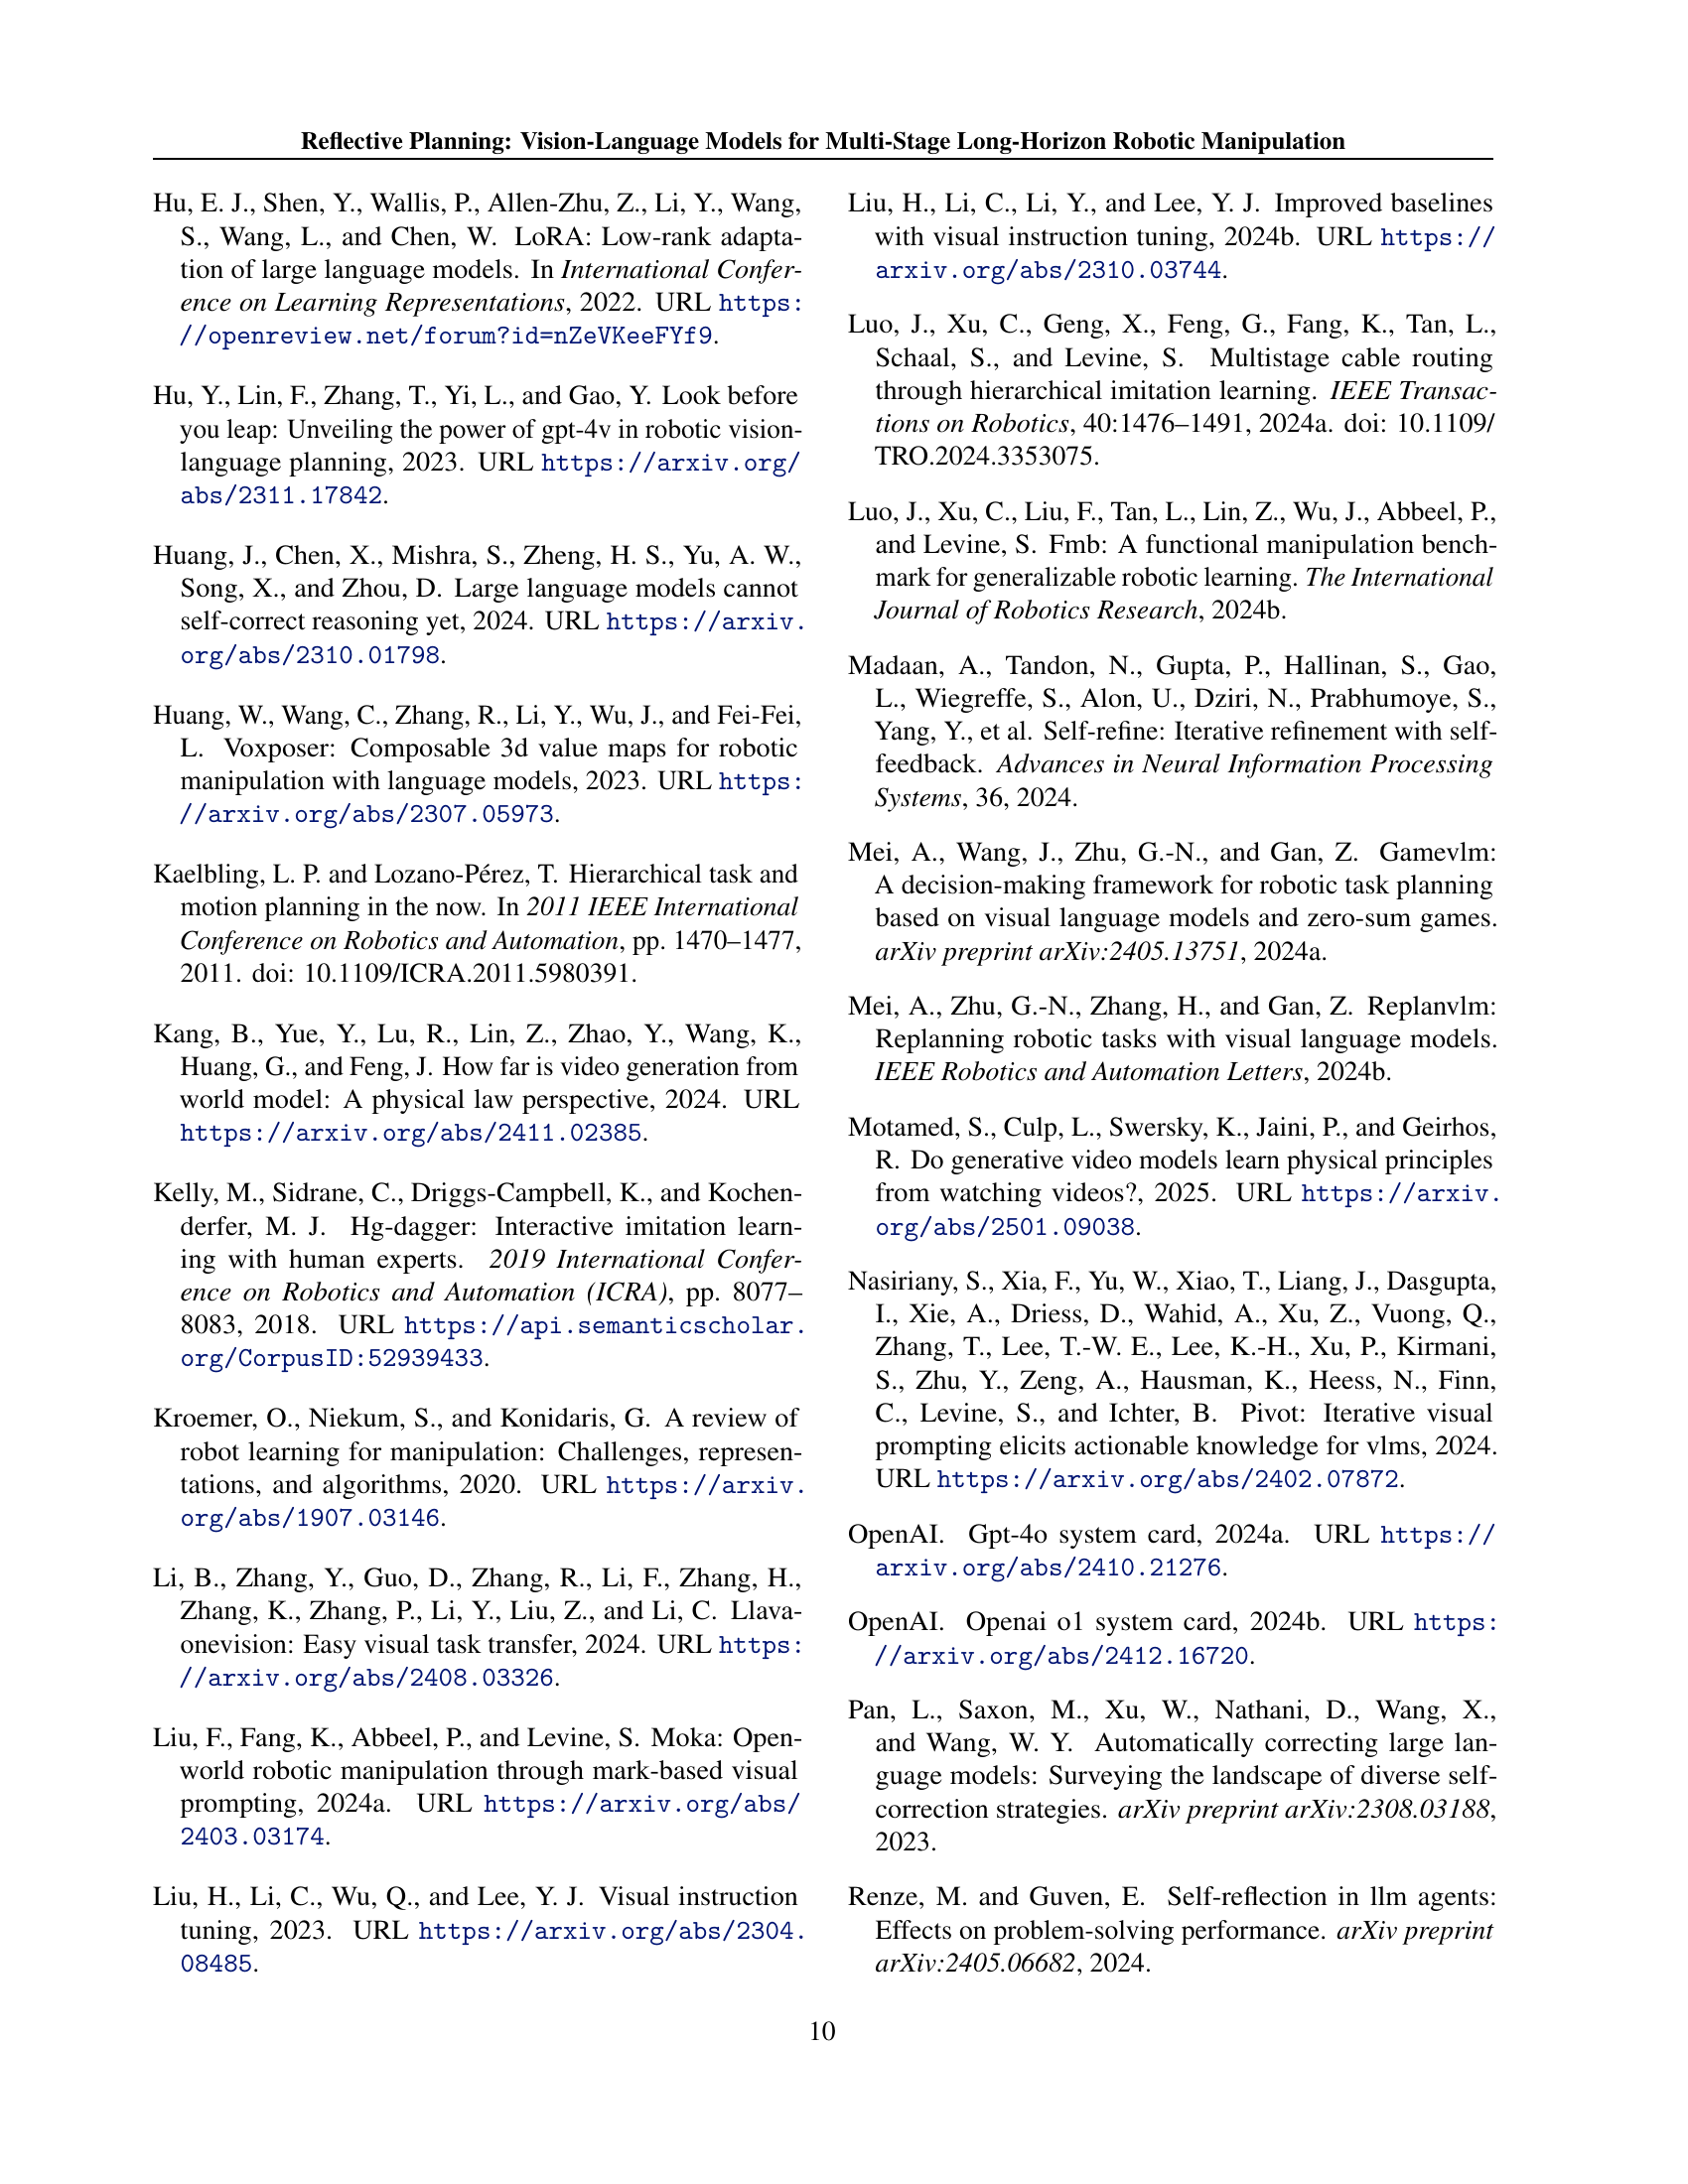 Reflective Planning: Vision-Language Models for Multi-Stage Long-Horizon Robotic Manipulation
Hu, E. J., Shen, Y., Wallis, P., Allen-Zhu, Z., Li, Y., Wang,
S., Wang, L., and Chen, W. LoRA: Low-rank adapta-
tion of large language models. In International Confer-
ence on Learning Representations, 2022. URL https:
//openreview.net/forum?id=nZeVKeeFYf9.
Hu, Y., Lin, F., Zhang, T., Yi, L., and Gao, Y. Look before
you leap: Unveiling the power of gpt-4v in robotic vision-
language planning, 2023. URL https://arxiv.org/
abs/2311.17842.
Huang, J., Chen, X., Mishra, S., Zheng, H. S., Yu, A. W.,
Song, X., and Zhou, D. Large language models cannot
self-correct reasoning yet, 2024. URL https://arxiv.
org/abs/2310.01798.
Huang, W., Wang, C., Zhang, R., Li, Y., Wu, J., and Fei-Fei,
L. Voxposer: Composable 3d value maps for robotic
manipulation with language models, 2023. URL https:
//arxiv.org/abs/2307.05973.
Kaelbling, L. P. and Lozano-Pérez, T. Hierarchical task and
motion planning in the now. In 2011 IEEE International
Conference on Robotics and Automation, pp. 1470–1477,
2011. doi: 10.1109/ICRA.2011.5980391.
Kang, B., Yue, Y., Lu, R., Lin, Z., Zhao, Y., Wang, K.,
Huang, G., and Feng, J. How far is video generation from
world model: A physical law perspective, 2024. URL
https://arxiv.org/abs/2411.02385.
Kelly, M., Sidrane, C., Driggs-Campbell, K., and Kochen-
derfer, M. J. Hg-dagger: Interactive imitation learn-
ing with human experts. 2019 International Confer-
ence on Robotics and Automation (ICRA), pp. 8077–
8083, 2018. URL https://api.semanticscholar.
org/CorpusID:52939433.
Kroemer, O., Niekum, S., and Konidaris, G. A review of
robot learning for manipulation: Challenges, represen-
tations, and algorithms, 2020. URL https://arxiv.
org/abs/1907.03146.
Li, B., Zhang, Y., Guo, D., Zhang, R., Li, F., Zhang, H.,
Zhang, K., Zhang, P., Li, Y., Liu, Z., and Li, C. Llava-
onevision: Easy visual task transfer, 2024. URL https:
//arxiv.org/abs/2408.03326.
Liu, F., Fang, K., Abbeel, P., and Levine, S. Moka: Open-
world robotic manipulation through mark-based visual
prompting, 2024a. URL https://arxiv.org/abs/
2403.03174.
Liu, H., Li, C., Wu, Q., and Lee, Y. J. Visual instruction
tuning, 2023. URL https://arxiv.org/abs/2304.
08485.
Liu, H., Li, C., Li, Y., and Lee, Y. J. Improved baselines
with visual instruction tuning, 2024b. URL https://
arxiv.org/abs/2310.03744.
Luo, J., Xu, C., Geng, X., Feng, G., Fang, K., Tan, L.,
Schaal, S., and Levine, S. Multistage cable routing
through hierarchical imitation learning. IEEE Transac-
tions on Robotics, 40:1476–1491, 2024a. doi: 10.1109/
TRO.2024.3353075.
Luo, J., Xu, C., Liu, F., Tan, L., Lin, Z., Wu, J., Abbeel, P.,
and Levine, S. Fmb: A functional manipulation bench-
mark for generalizable robotic learning. The International
Journal of Robotics Research, 2024b.
Madaan, A., Tandon, N., Gupta, P., Hallinan, S., Gao,
L., Wiegreffe, S., Alon, U., Dziri, N., Prabhumoye, S.,
Yang, Y., et al. Self-refine: Iterative refinement with self-
feedback. Advances in Neural Information Processing
Systems, 36, 2024.
Mei, A., Wang, J., Zhu, G.-N., and Gan, Z. Gamevlm:
A decision-making framework for robotic task planning
based on visual language models and zero-sum games.
arXiv preprint arXiv:2405.13751, 2024a.
Mei, A., Zhu, G.-N., Zhang, H., and Gan, Z. Replanvlm:
Replanning robotic tasks with visual language models.
IEEE Robotics and Automation Letters, 2024b.
Motamed, S., Culp, L., Swersky, K., Jaini, P., and Geirhos,
R. Do generative video models learn physical principles
from watching videos?, 2025. URL https://arxiv.
org/abs/2501.09038.
Nasiriany, S., Xia, F., Yu, W., Xiao, T., Liang, J., Dasgupta,
I., Xie, A., Driess, D., Wahid, A., Xu, Z., Vuong, Q.,
Zhang, T., Lee, T.-W. E., Lee, K.-H., Xu, P., Kirmani,
S., Zhu, Y., Zeng, A., Hausman, K., Heess, N., Finn,
C., Levine, S., and Ichter, B. Pivot: Iterative visual
prompting elicits actionable knowledge for vlms, 2024.
URL https://arxiv.org/abs/2402.07872.
OpenAI. Gpt-4o system card, 2024a. URL https://
arxiv.org/abs/2410.21276.
OpenAI. Openai o1 system card, 2024b. URL https:
//arxiv.org/abs/2412.16720.
Pan, L., Saxon, M., Xu, W., Nathani, D., Wang, X.,
and Wang, W. Y. Automatically correcting large lan-
guage models: Surveying the landscape of diverse self-
correction strategies. arXiv preprint arXiv:2308.03188,
2023.
Renze, M. and Guven, E. Self-reflection in llm agents:
Effects on problem-solving performance. arXiv preprint
arXiv:2405.06682, 2024.
10